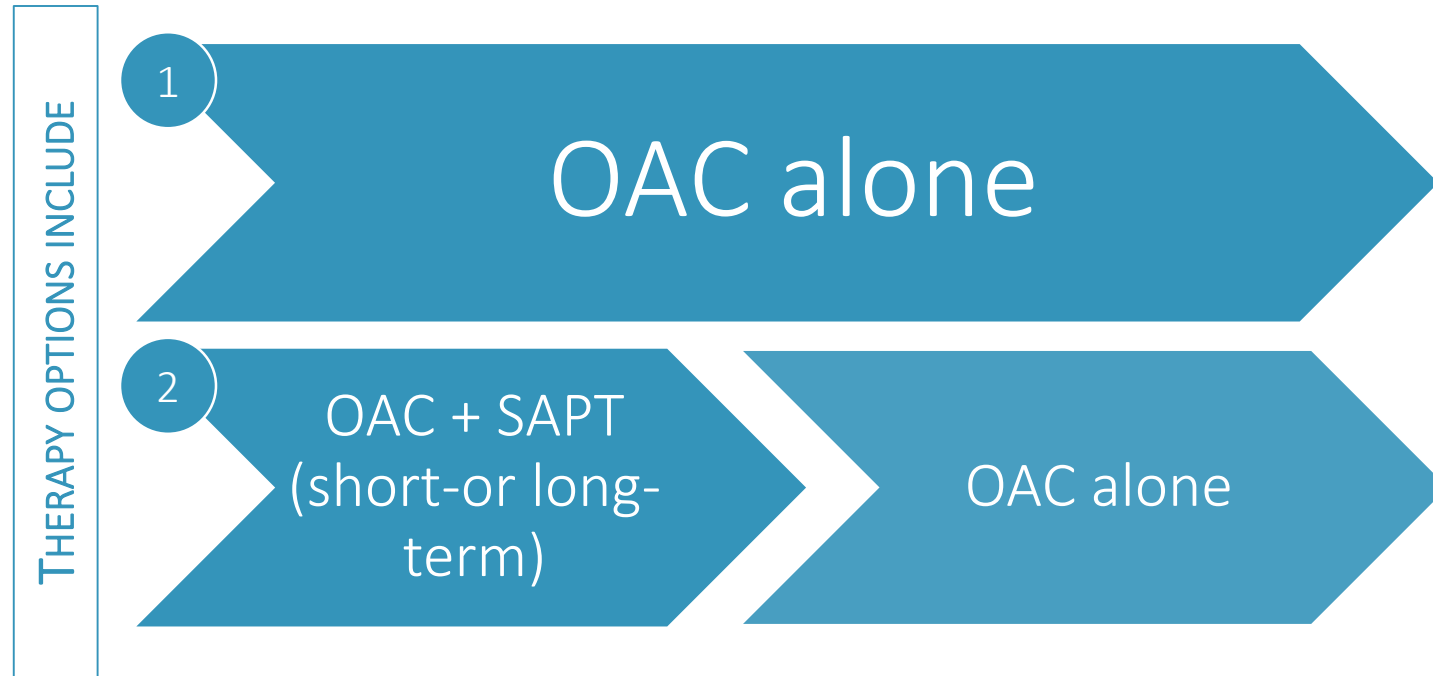 THERAPY OPTIONS INCLUDE
1
OAC alone
2
OAC + SAPT
(short-or long-
term)
OAC alone